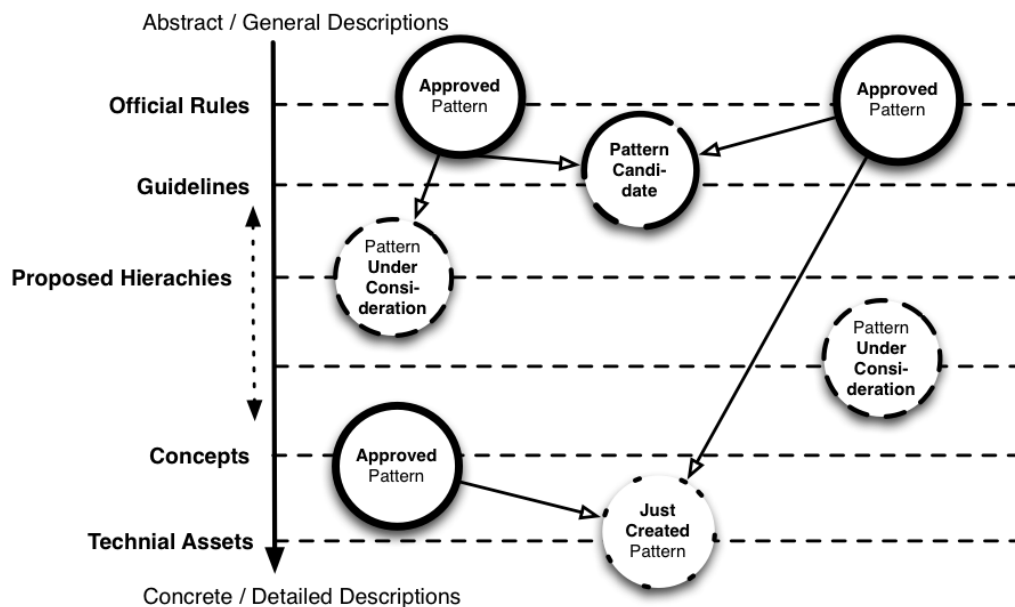 Abstract / General Descriptions
Approved
Pattern
Approved
Pattern
Official Rules
Pattern
Candi-
date
Guidelines
Pattern
Under
Consi-
deration
Proposed Hierachies
Pattern
Under
Consi-
deration
Approved
Pattern
Concepts
Just
Created
Pattern
Technial Assets
Concrete / Detailed Descriptions